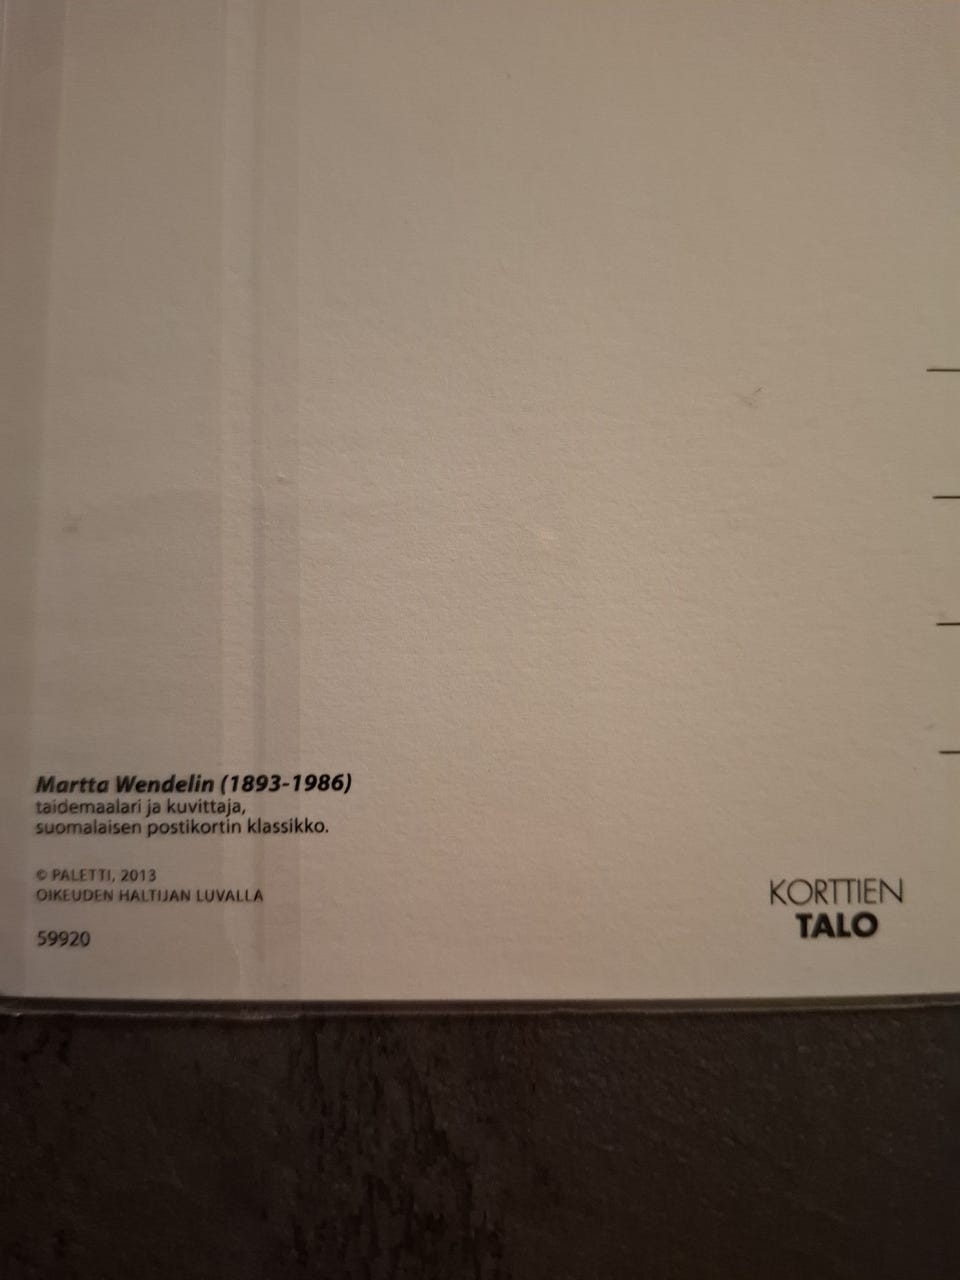 Martta Wendelin (1893-1986)
taidemaalari ja kuvittaja,
suomalaisen postikortin klassikko.
© PALETTI, 2013
OIKEUDEN HALTIJAN LUVALLA
59920
KORTTIEN
TALO